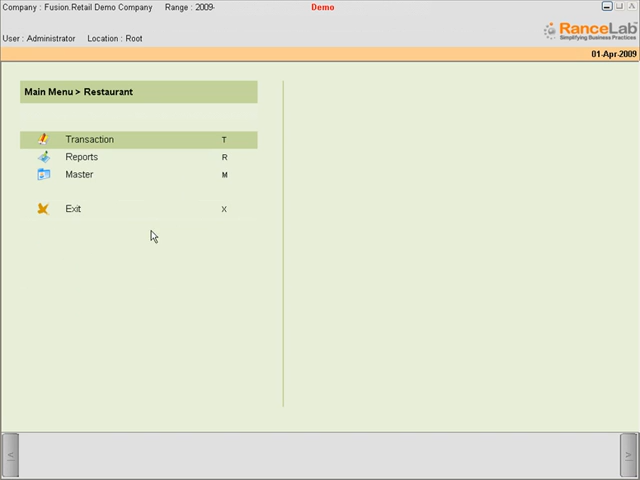 Company : Fusion.Retail Demo Company Range : 2009- Demo
User : Administrator Location : Root
RanceLab
Simplifying Business Practices
01-Apr-2009
Main Menu > Restaurant
Transaction T
Reports R
Master M
Exit X
< >